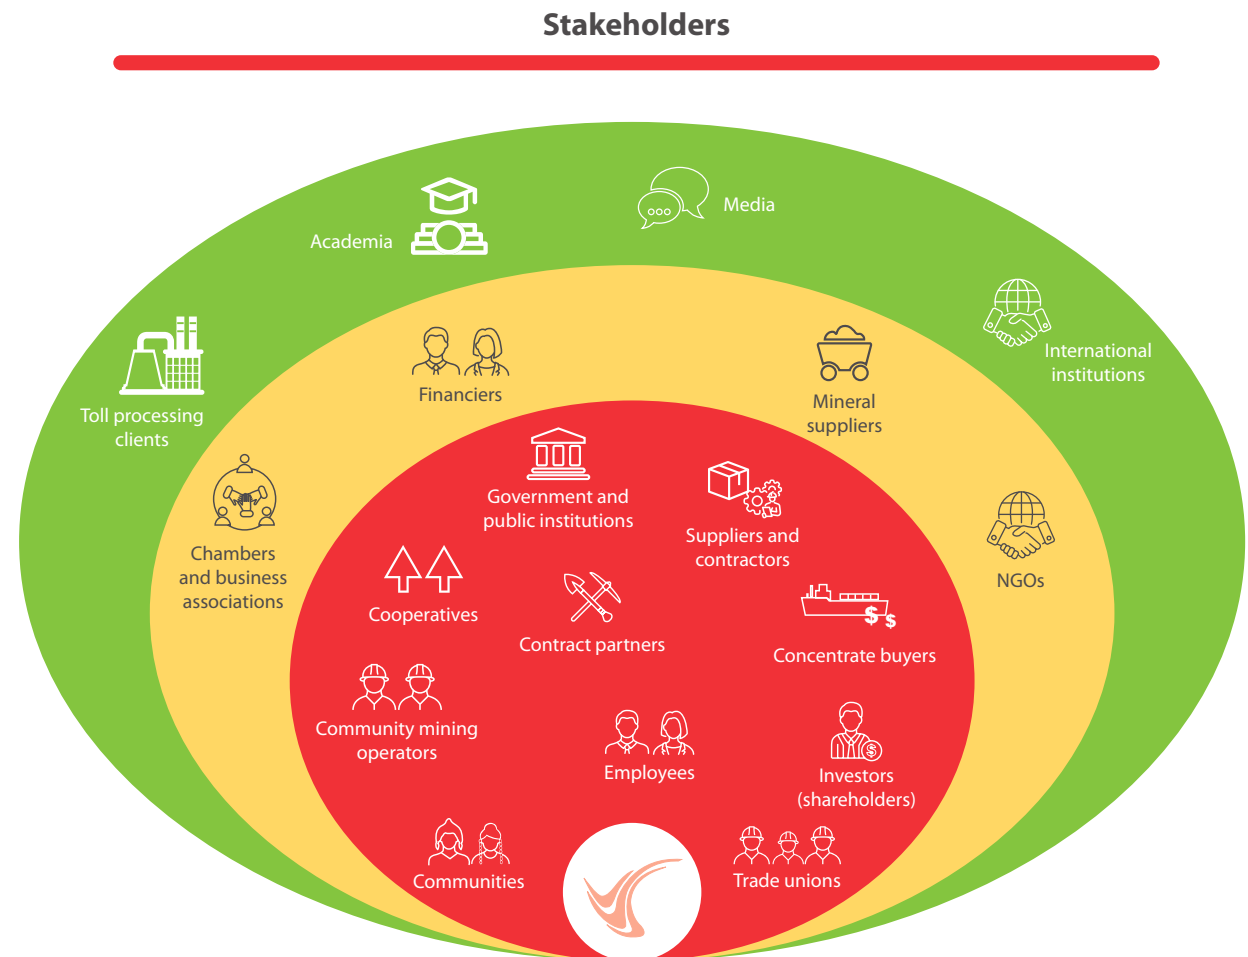 Stakeholders
Academia
Media
International
institutions
Toll processing
clients
Financiers
Mineral
suppliers
Chambers
and business
associations
NGOs
Government and
public institutions
Suppliers and
contractors
Cooperatives
Contract partners
Concentrate buyers
$ $
Community mining
operators
Employees
$
Investors
(shareholders)
Communities
Trade unions